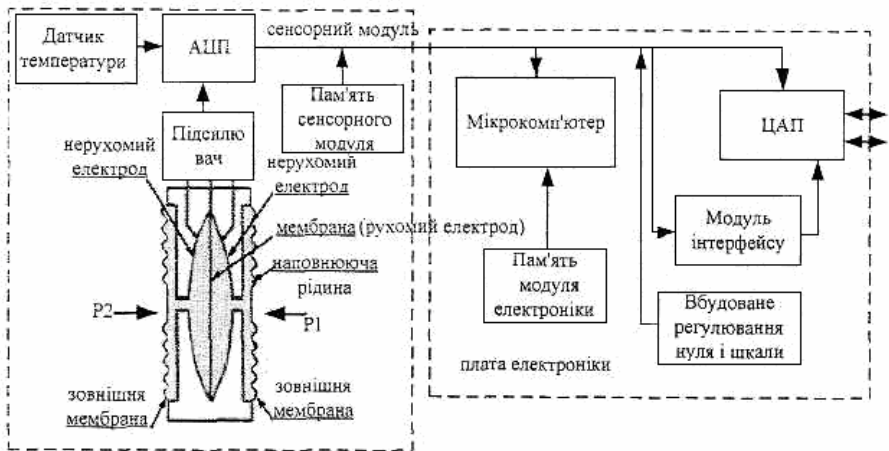 Датчик
температури
АЦП
сенсорний модуль
Пам'ять
сенсорного
модуля
Підсилю
вач
нерухомий
електрод
нерухомий
електрод
мембрана (рухомий електрод)
наповнююча
рідина
P2
P1
зовнішня
мембрана
зовнішня
мембрана
Мікрокомп'ютер
ЦАП
Модуль
інтерфейсу
Пам'ять
модуля
електроніки
Вбудоване
регулювання
нуля і шкали
плата електроніки